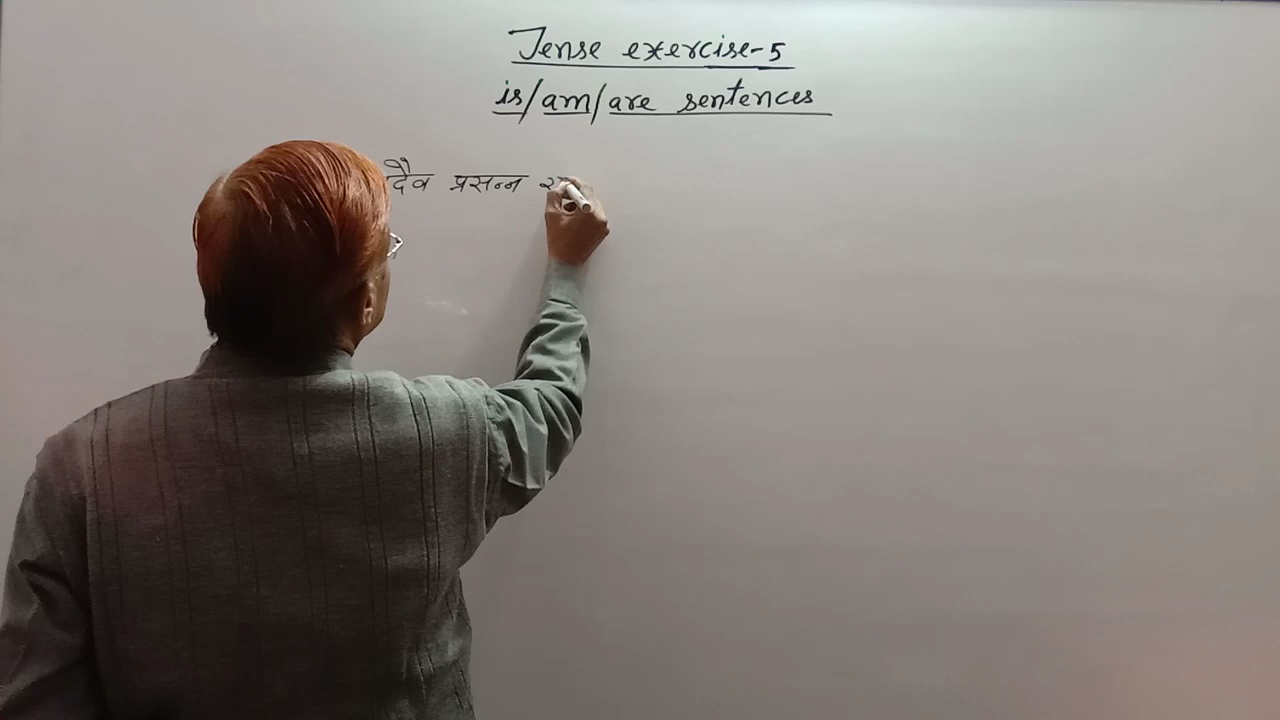 Tense exercise-5
is/am/are sentences
प्रसन्न